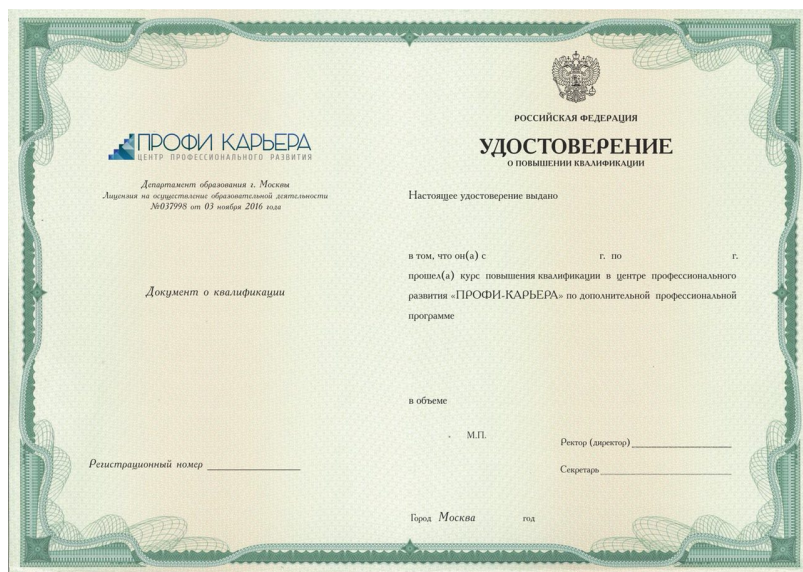 ПРОФИ КАРЬЕРА
ЦЕНТР ПРОФЕССИОНАЛЬНОГО РАЗВИТИЯ
Департамент образования г. Москвы
Лицензия на осуществление образовательной деятельности
№037998 от 03 ноября 2016 года
Документ о квалификации
Регистрационный номер
РОССИЙСКАЯ ФЕДЕРАЦИЯ
УДОСТОВЕРЕНИЕ
О ПОВЫШЕНИИ КВАЛИФИКАЦИИ
Настоящее удостоверение выдано
в том, что он(а) с г. по г.
прошел(а) курс повышения квалификации в центре профессионального
развития «ПРОФИ-КАРЬЕРА» по дополнительной профессиональной
программе
в объеме
М.П.
Ректор (директор)
Секретарь
Город Москва год